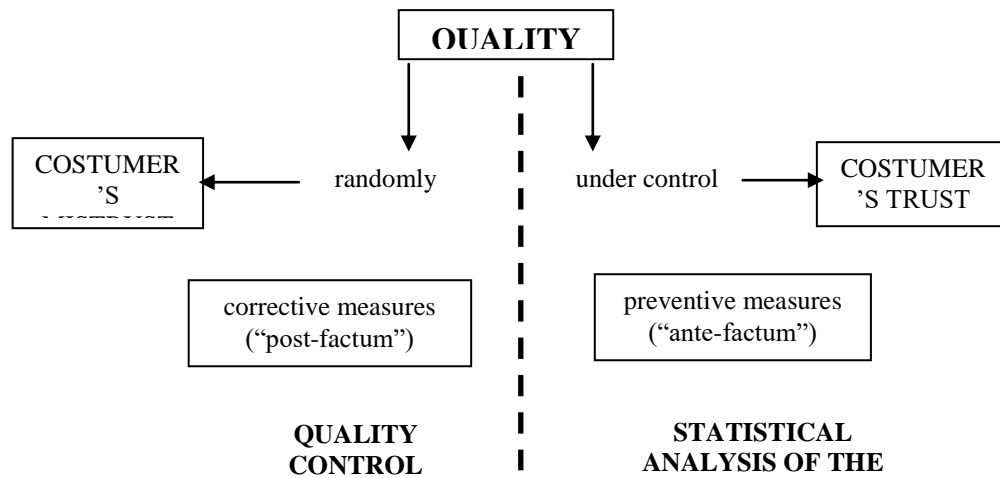 QUALITY
COSTUMER
’S
randomly
under control
COSTUMER
’S TRUST
corrective measures
(“post-factum”)
preventive measures
(“ante-factum”)
QUALITY
CONTROL
STATISTICAL
ANALYSIS OF THE